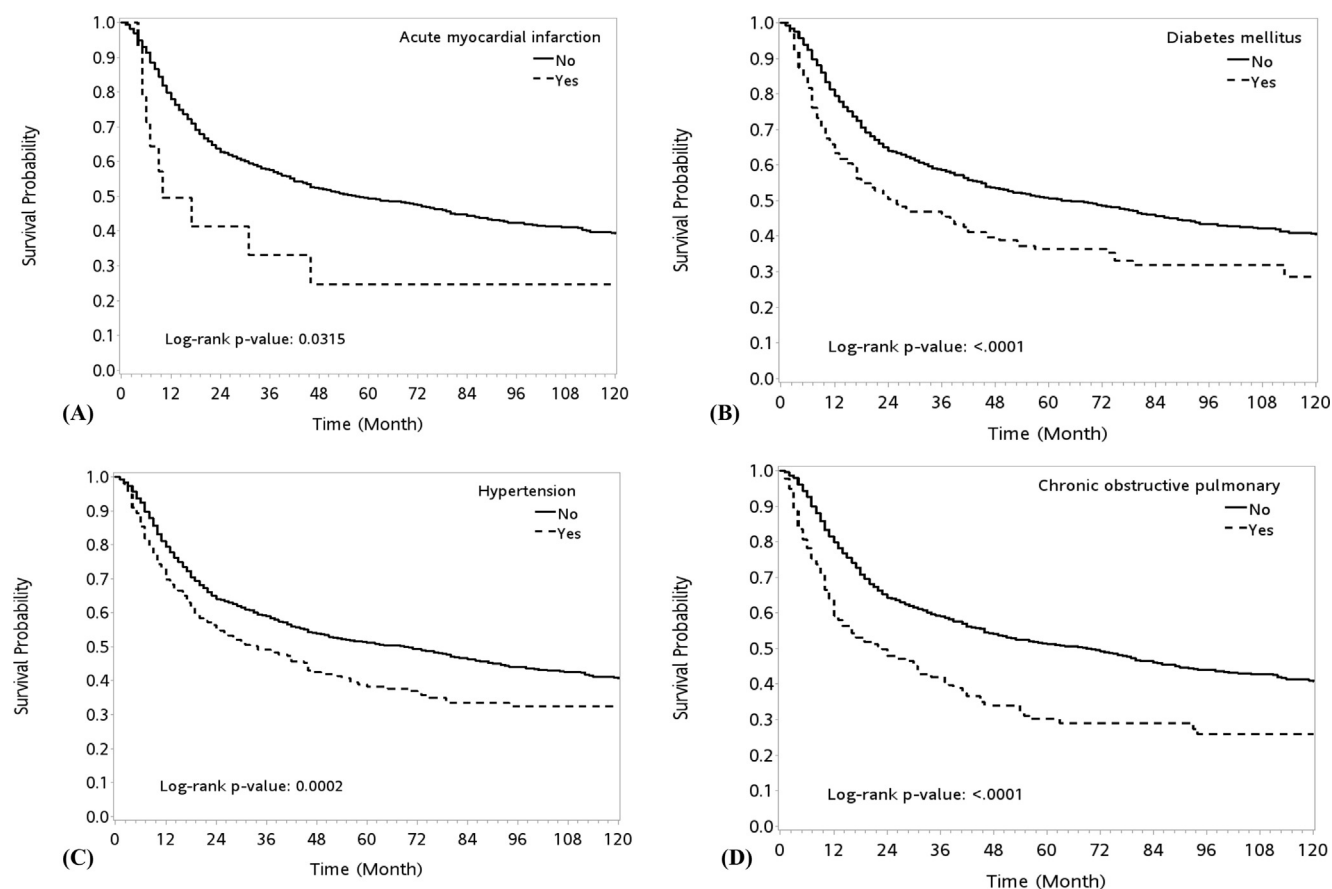 Acute myocardial infarction
No
Yes
Survival Probability
1.0
0.9
0.8
0.7
0.6
0.5
0.4
0.3
0.2
0.1
0.0
Log-rank p-value: 0.0315
0 12 24 36 48 60 72 84 96 108 120
Time (Month)
(A)
Diabetes mellitus
No
Yes
Survival Probability
1.0
0.9
0.8
0.7
0.6
0.5
0.4
0.3
0.2
0.1
0.0
Log-rank p-value: <.0001
0 12 24 36 48 60 72 84 96 108 120
Time (Month)
(B)
Hypertension
No
Yes
Survival Probability
1.0
0.9
0.8
0.7
0.6
0.5
0.4
0.3
0.2
0.1
0.0
Log-rank p-value: 0.0002
0 12 24 36 48 60 72 84 96 108 120
Time (Month)
(C)
Chronic obstructive pulmonary
No
Yes
Survival Probability
1.0
0.9
0.8
0.7
0.6
0.5
0.4
0.3
0.2
0.1
0.0
Log-rank p-value: <.0001
0 12 24 36 48 60 72 84 96 108 120
Time (Month)
(D)